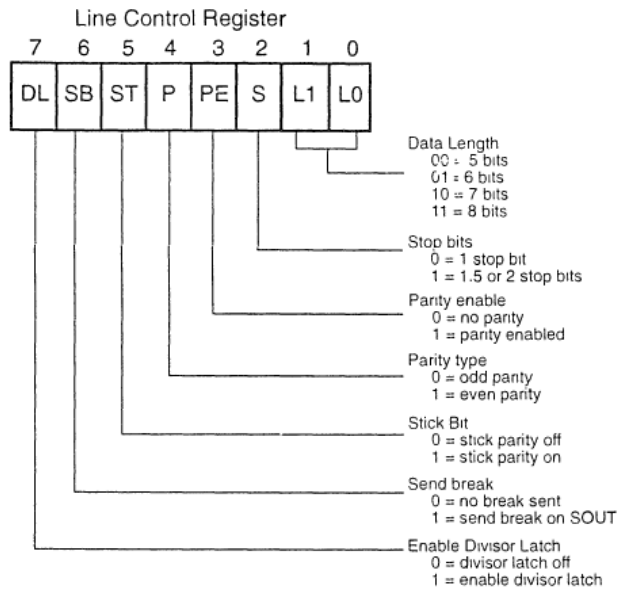 Line Control Register
7 6 5 4 3 2 1 0
DL SB ST P PE S L1 L0
Data Length
00 = 5 bits
01 = 6 bits
10 = 7 bits
11 = 8 bits
Stop bits
0 = 1 stop bit
1 = 1.5 or 2 stop bits
Parity enable
0 = no parity
1 = parity enabled
Parity type
0 = odd parity
1 = even parity
Stick Bit
0 = stick parity off
1 = stick parity on
Send break
0 = no break sent
1 = send break on SOUT
Enable Divisor Latch
0 = divisor latch off
1 = enable divisor latch